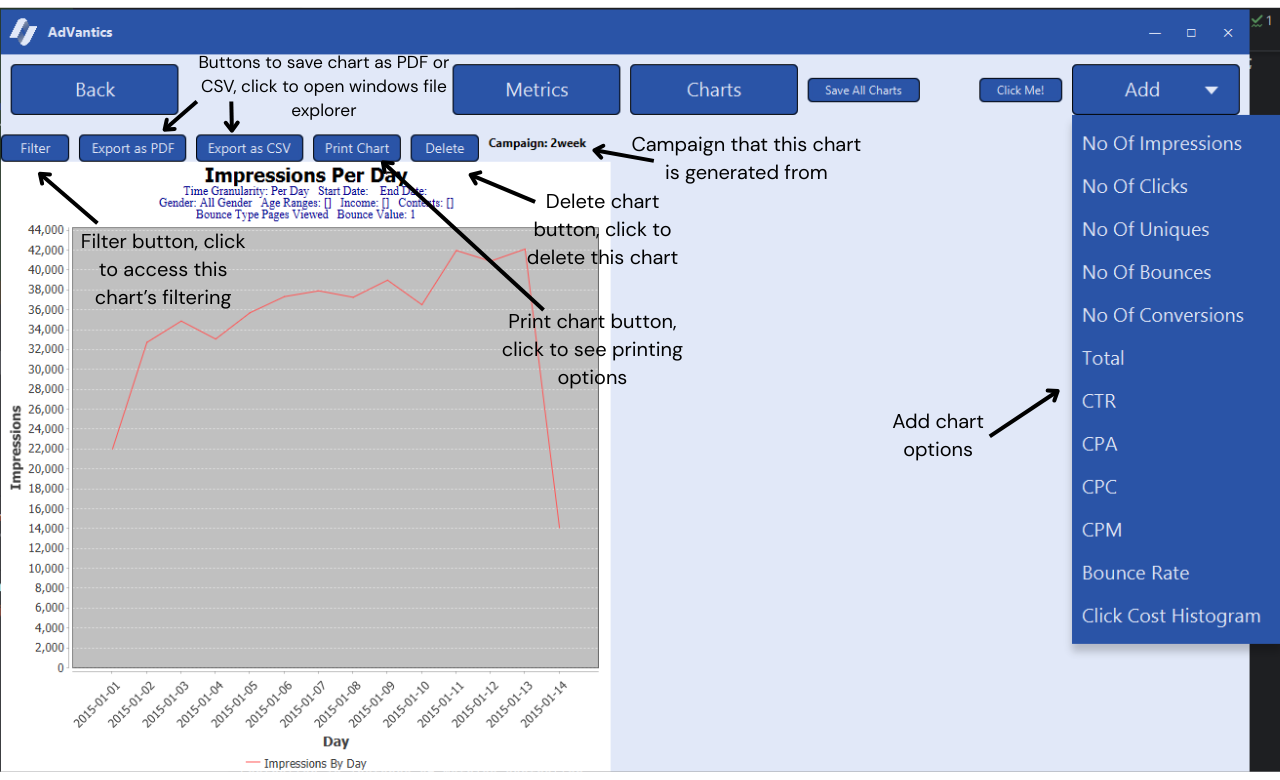 AdVantics
1
Buttons to save chart as PDF or
CSV, click to open windows file
explorer
Back
Metrics
Charts
Save All Charts
Click Me!
Add
Filter
Export as PDF
Export as CSV
Print Chart
Delete
Campaign: 2week
Campaign that this chart
is generated from
Impressions Per Day
Time Granularity: Per Day Start Date: End Date:
Gender: All Gender Age Ranges: [] Income: [] Contexts: []
Bounce Type Pages Viewed Bounce Value: 1
Delete chart
button, click to
delete this chart
Filter button, click
to access this
chart's filtering
Print chart button,
click to see printing
options
44,000
42,000
40,000
38,000
36,000
34,000
32,000
30,000
28,000
26,000
24,000
22,000
20,000
18,000
16,000
14,000
12,000
10,000
8,000
6,000
4,000
2,000
0
Impressions
2015-01-01
2015-01-02
2015-01-03
2015-01-04
2015-01-05
2015-01-06
2015-01-07
2015-01-08
2015-01-09
2015-01-10
2015-01-11
2015-01-12
2015-01-13
2015-01-14
Day
Impressions By Day
Add chart
options
No Of Impressions
No Of Clicks
No Of Uniques
No Of Bounces
No Of Conversions
Total
CTR
CPA
CPC
CPM
Bounce Rate
Click Cost Histogram